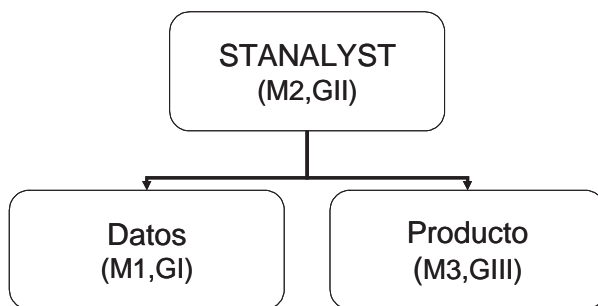 STANALYST
(M2,GII)
Datos
(M1,GI)
Producto
(M3,GIII)